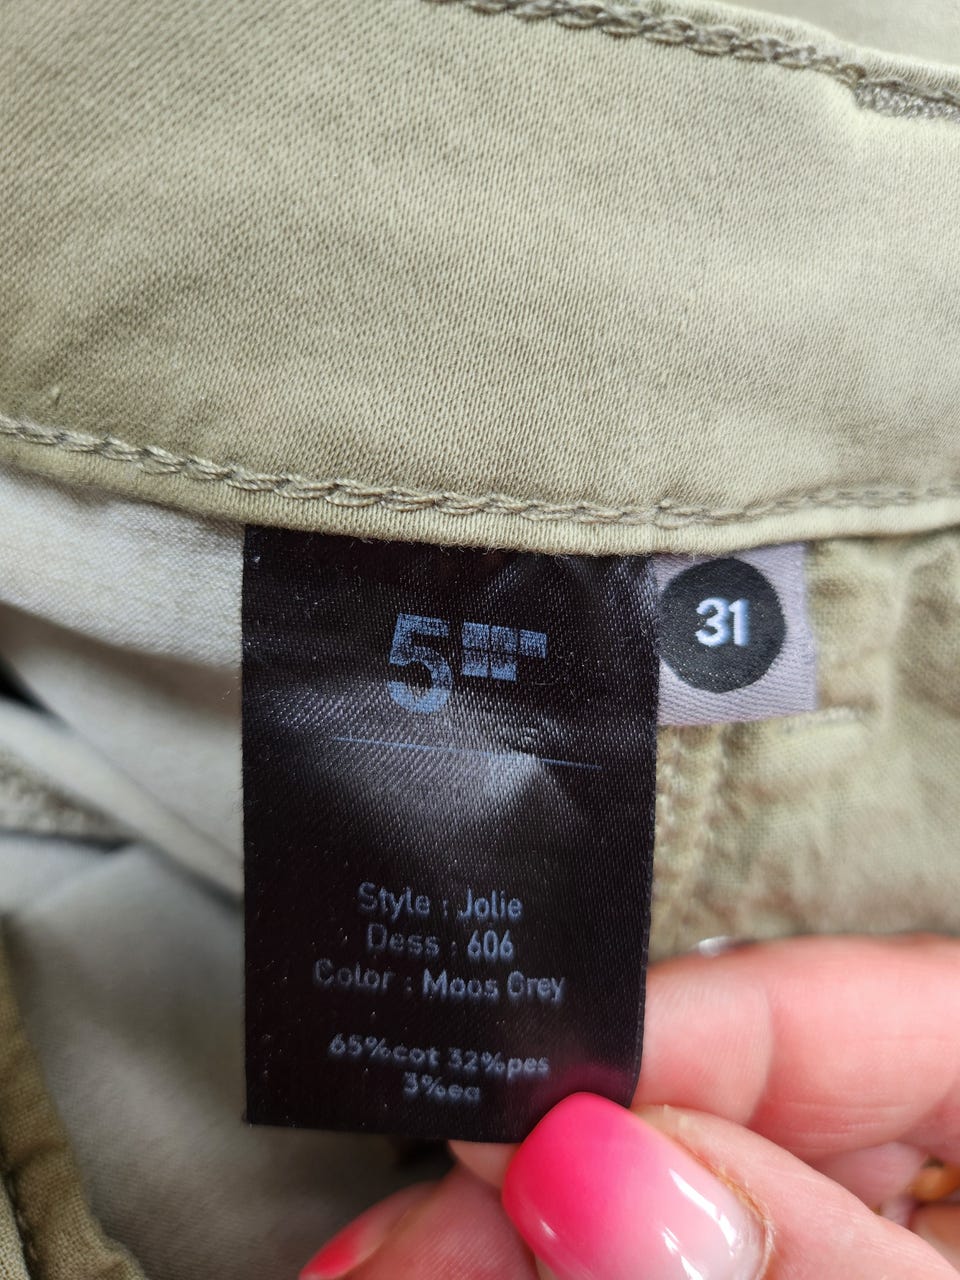 5
31
Style : Jolie
Dess : 606
Color : Moos Grey
65%cot 32%pes
3%ea